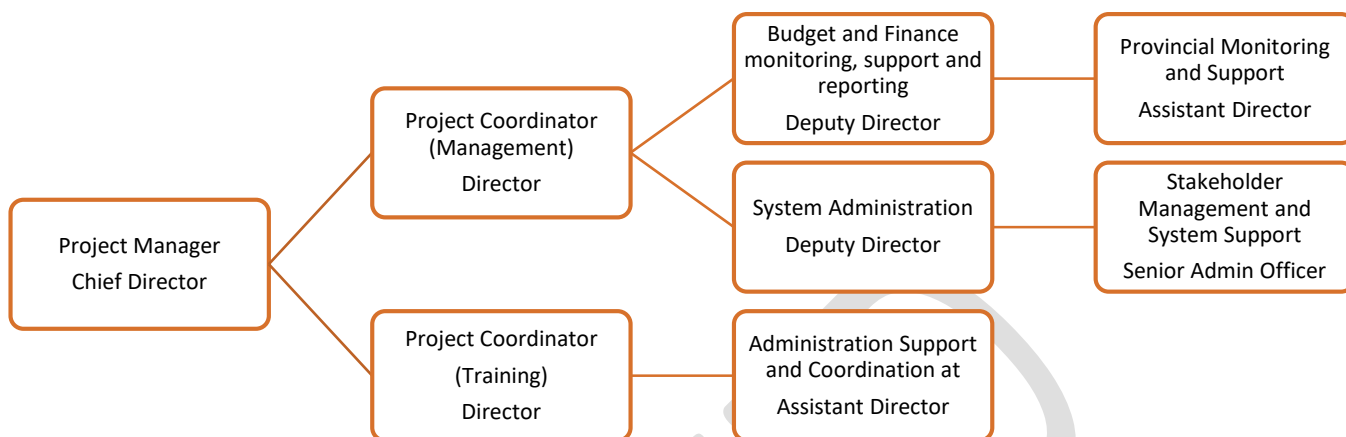 Project Manager
Chief Director
Project Coordinator
(Management)
Director
Budget and Finance
monitoring, support and
reporting
Deputy Director
Provincial Monitoring
and Support
Assistant Director
System Administration
Deputy Director
Stakeholder
Management and
System Support
Senior Admin Officer
Project Coordinator
(Training)
Director
Administration Support
and Coordination at
Assistant Director